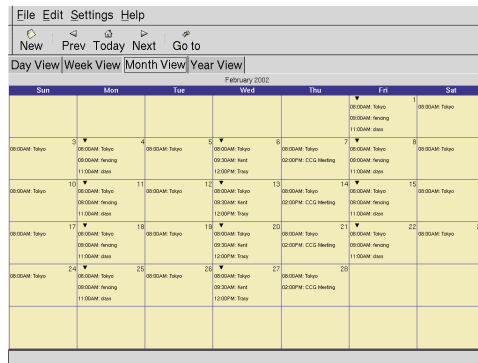 File Edit Settings Help
New Prev Today Next Go to
Day View Week View Month View Year View
February 2002
Sun Mon Tue Wed Thu Fri Sat
1
08:00AM: Tokyo 08:00AM: Tokyo
09:00AM: fencing
11:00AM: class
3 4 5 6 7 8
08:00AM: Tokyo 08:00AM: Tokyo 08:00AM: Tokyo 08:00AM: Tokyo 08:00AM: Tokyo 08:00AM: Tokyo 08:00AM: Tokyo
09:00AM: fencing 09:30AM: Kent 02:00PM: CCG Meeting 09:00AM: fencing
11:00AM: class 12:00PM: Tracy 11:00AM: class
10 11 12 13 14 15
08:00AM: Tokyo 08:00AM: Tokyo 08:00AM: Tokyo 08:00AM: Tokyo 08:00AM: Tokyo 08:00AM: Tokyo 08:00AM: Tokyo
09:00AM: fencing 09:30AM: Kent 02:00PM: CCG Meeting 09:00AM: fencing
11:00AM: class 12:00PM: Tracy 11:00AM: class
17 18 19 20 21 22
08:00AM: Tokyo 08:00AM: Tokyo 08:00AM: Tokyo 08:00AM: Tokyo 08:00AM: Tokyo 08:00AM: Tokyo 08:00AM: Tokyo
09:00AM: fencing 09:30AM: Kent 02:00PM: CCG Meeting 09:00AM: fencing
11:00AM: class 12:00PM: Tracy 11:00AM: class
24 25 26 27 28
08:00AM: Tokyo 08:00AM: Tokyo 08:00AM: Tokyo 08:00AM: Tokyo 08:00AM: Tokyo
09:00AM: fencing 09:30AM: Kent 02:00PM: CCG Meeting
11:00AM: class 12:00PM: Tracy